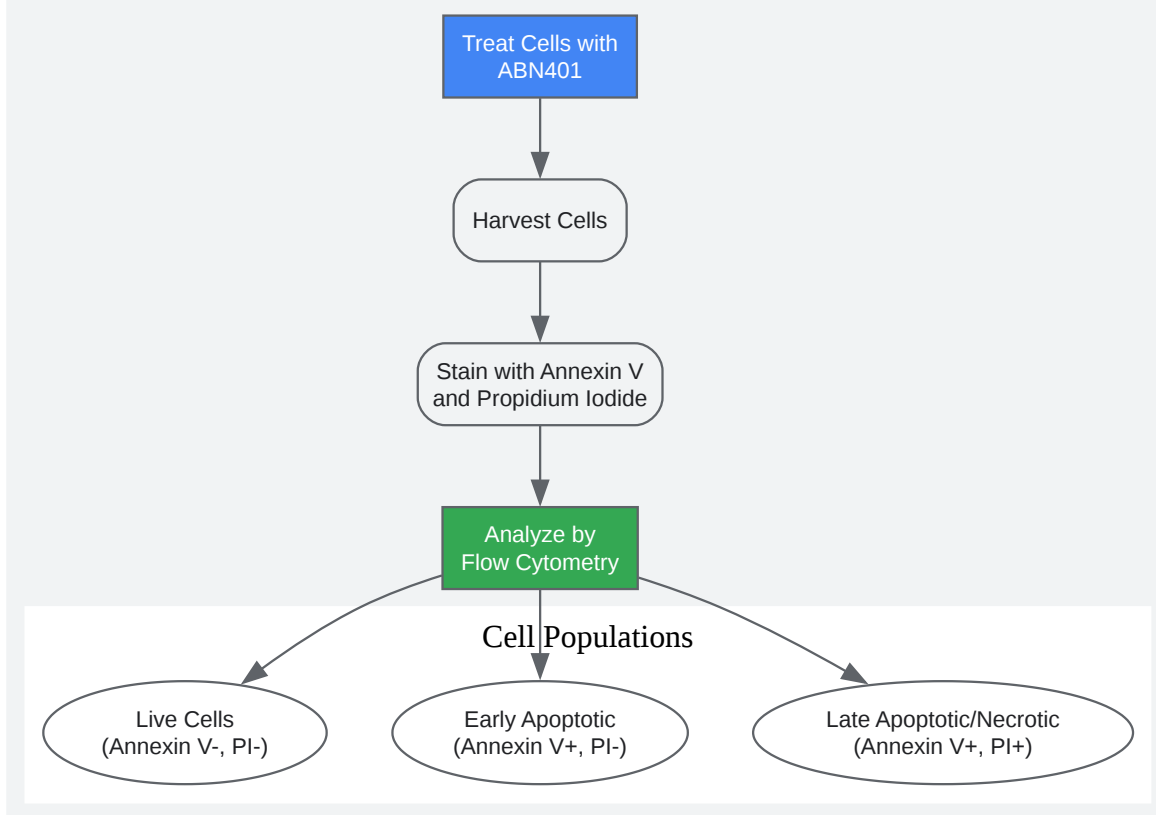 Treat Cells with
ABN401
Harvest Cells
Stain with Annexin V
and Propidium Iodide
Analyze by
Flow Cytometry
Cell Populations
Live Cells
(Annexin V-, PI-)
Early Apoptotic
(Annexin V+, PI-)
Late Apoptotic/Necrotic
(Annexin V+, PI+)